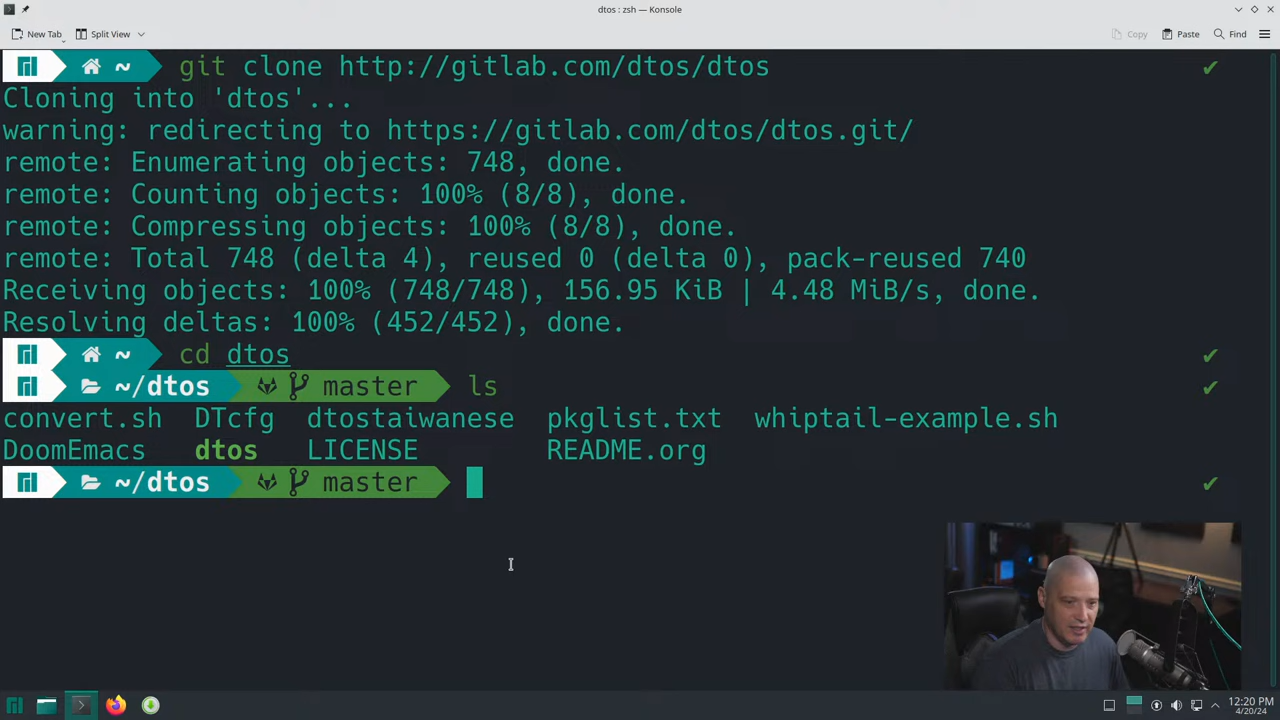 dtos : zsh — Konsole
New Tab Split View Copy Paste Find
~ git clone http://gitlab.com/dtos/dtos ✔
Cloning into 'dtos'...
warning: redirecting to https://gitlab.com/dtos/dtos.git/
remote: Enumerating objects: 748, done.
remote: Counting objects: 100% (8/8), done.
remote: Compressing objects: 100% (8/8), done.
remote: Total 748 (delta 4), reused 0 (delta 0), pack-reused 740
Receiving objects: 100% (748/748), 156.95 KiB | 4.48 MiB/s, done.
Resolving deltas: 100% (452/452), done.
~ cd dtos ✔
~/dtos master ls ✔
convert.sh DTcfg dtostaiwanese pkglist.txt whiptail-example.sh
DoomEmacs dtos LICENSE README.org
~/dtos master ✔
12:20 PM
4/20/24